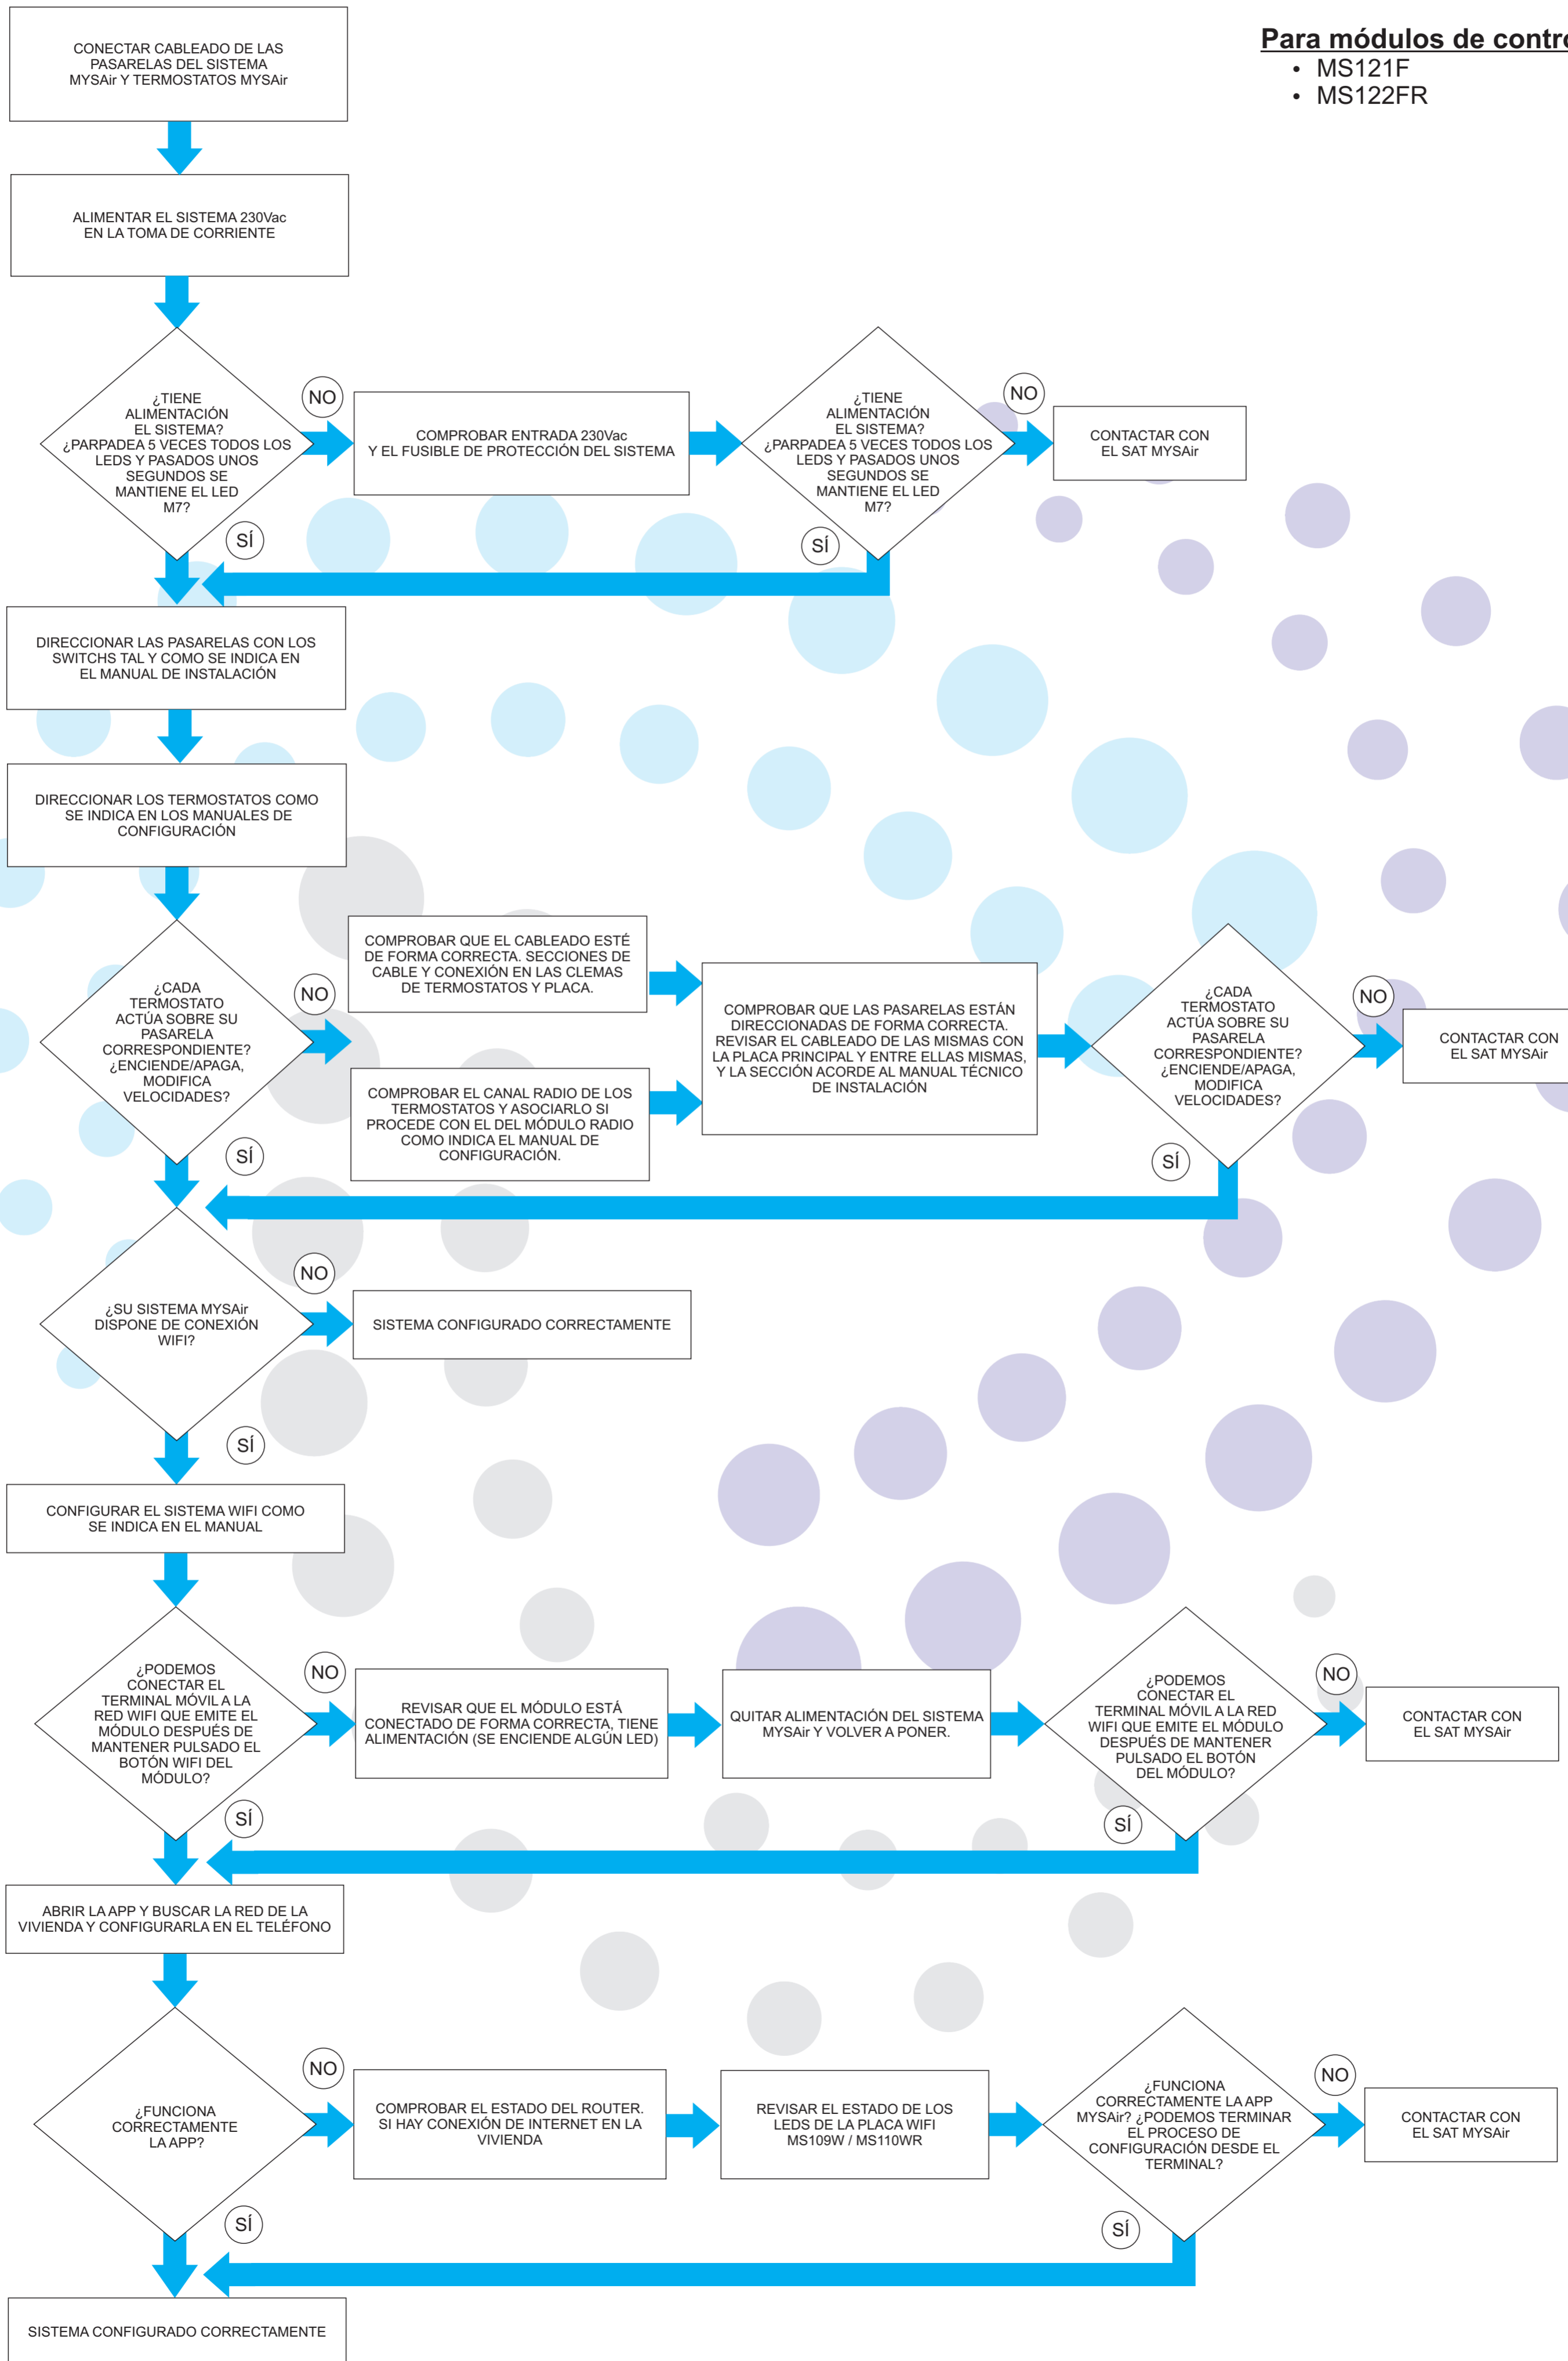 Para módulos de contro
• MS121F
• MS122FR
CONECTAR CABLEADO DE LAS
PASARELAS DEL SISTEMA
MYSAir Y TERMOSTATOS MYSAir
ALIMENTAR EL SISTEMA 230Vac
EN LA TOMA DE CORRIENTE
¿TIENE
ALIMENTACIÓN
EL SISTEMA?
¿PARPADEA 5 VECES TODOS LOS
LEDS Y PASADOS UNOS
SEGUNDOS SE
MANTIENE EL LED
M7?
NO
COMPROBAR ENTRADA 230Vac
Y EL FUSIBLE DE PROTECCIÓN DEL SISTEMA
¿TIENE
ALIMENTACIÓN
EL SISTEMA?
¿PARPADEA 5 VECES TODOS LOS
LEDS Y PASADOS UNOS
SEGUNDOS SE
MANTIENE EL LED
M7?
NO
CONTACTAR CON
EL SAT MYSAir
SÍ
SÍ
DIRECCIONAR LAS PASARELAS CON LOS
SWITCHS TAL Y COMO SE INDICA EN
EL MANUAL DE INSTALACIÓN
DIRECCIONAR LOS TERMOSTATOS COMO
SE INDICA EN LOS MANUALES DE
CONFIGURACIÓN
¿CADA
TERMOSTATO
ACTÚA SOBRE SU
PASARELA
CORRESPONDIENTE?
¿ENCIENDE/APAGA,
MODIFICA
VELOCIDADES?
NO
COMPROBAR QUE EL CABLEADO ESTÉ
DE FORMA CORRECTA. SECCIONES DE
CABLE Y CONEXIÓN EN LAS CLEMAS
DE TERMOSTATOS Y PLACA.
COMPROBAR EL CANAL RADIO DE LOS
TERMOSTATOS Y ASOCIARLO SI
PROCEDE CON EL DEL MÓDULO RADIO
COMO INDICA EL MANUAL DE
CONFIGURACIÓN.
COMPROBAR QUE LAS PASARELAS ESTÁN
DIRECCIONADAS DE FORMA CORRECTA.
REVISAR EL CABLEADO DE LAS MISMAS CON
LA PLACA PRINCIPAL Y ENTRE ELLAS MISMAS,
Y LA SECCIÓN ACORDE AL MANUAL TÉCNICO
DE INSTALACIÓN
¿CADA
TERMOSTATO
ACTÚA SOBRE SU
PASARELA
CORRESPONDIENTE?
¿ENCIENDE/APAGA,
MODIFICA
VELOCIDADES?
NO
CONTACTAR CON
EL SAT MYSAir
SÍ
SÍ
¿SU SISTEMA MYSAir
DISPONE DE CONEXIÓN
WIFI?
NO
SISTEMA CONFIGURADO CORRECTAMENTE
SÍ
CONFIGURAR EL SISTEMA WIFI COMO
SE INDICA EN EL MANUAL
¿PODEMOS
CONECTAR EL
TERMINAL MÓVIL A LA
RED WIFI QUE EMITE EL
MÓDULO DESPUÉS DE
MANTENER PULSADO EL
BOTÓN WIFI DEL
MÓDULO?
NO
REVISAR QUE EL MÓDULO ESTÁ
CONECTADO DE FORMA CORRECTA, TIENE
ALIMENTACIÓN (SE ENCIENDE ALGÚN LED)
QUITAR ALIMENTACIÓN DEL SISTEMA
MYSAir Y VOLVER A PONER.
¿PODEMOS
CONECTAR EL
TERMINAL MÓVIL A LA RED
WIFI QUE EMITE EL MÓDULO
DESPUÉS DE MANTENER
PULSADO EL BOTÓN
DEL MÓDULO?
NO
CONTACTAR CON
EL SAT MYSAir
SÍ
SÍ
ABRIR LA APP Y BUSCAR LA RED DE LA
VIVIENDA Y CONFIGURARLA EN EL TELÉFONO
¿FUNCIONA
CORRECTAMENTE
LA APP?
NO
COMPROBAR EL ESTADO DEL ROUTER.
SI HAY CONEXIÓN DE INTERNET EN LA
VIVIENDA
REVISAR EL ESTADO DE LOS
LEDS DE LA PLACA WIFI
MS109W / MS110WR
¿FUNCIONA
CORRECTAMENTE LA APP
MYSAir? ¿PODEMOS TERMINAR
EL PROCESO DE
CONFIGURACIÓN DESDE EL
TERMINAL?
NO
CONTACTAR CON
EL SAT MYSAir
SÍ
SÍ
SISTEMA CONFIGURADO CORRECTAMENTE